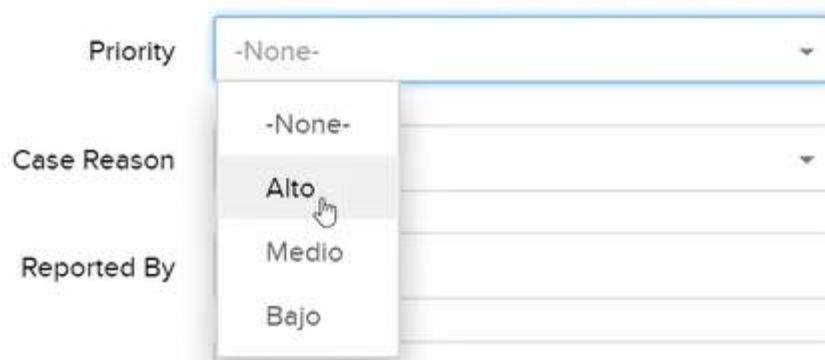 Priority
-None-
-None-
Case Reason
Alto
Medio
Reported By
Bajo